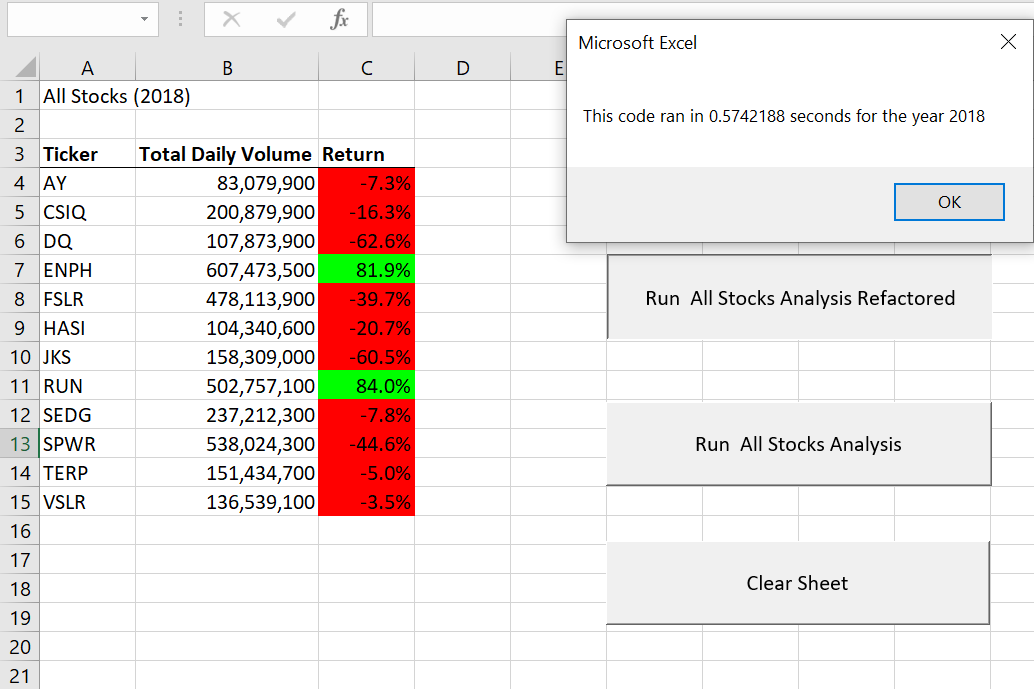 fx
Microsoft Excel
This code ran in 0.5742188 seconds for the year 2018
OK
A B C D E
1 All Stocks (2018)
2
3 Ticker Total Daily Volume Return
4 AY 83,079,900 -7.3%
5 CSIQ 200,879,900 -16.3%
6 DQ 107,873,900 -62.6%
7 ENPH 607,473,500 81.9%
8 FSLR 478,113,900 -39.7%
9 HASI 104,340,600 -20.7%
10 JKS 158,309,000 -60.5%
11 RUN 502,757,100 84.0%
12 SEDG 237,212,300 -7.8%
13 SPWR 538,024,300 -44.6%
14 TERP 151,434,700 -5.0%
15 VSLR 136,539,100 -3.5%
16
17
18
19
20
21
Run All Stocks Analysis Refactored
Run All Stocks Analysis
Clear Sheet